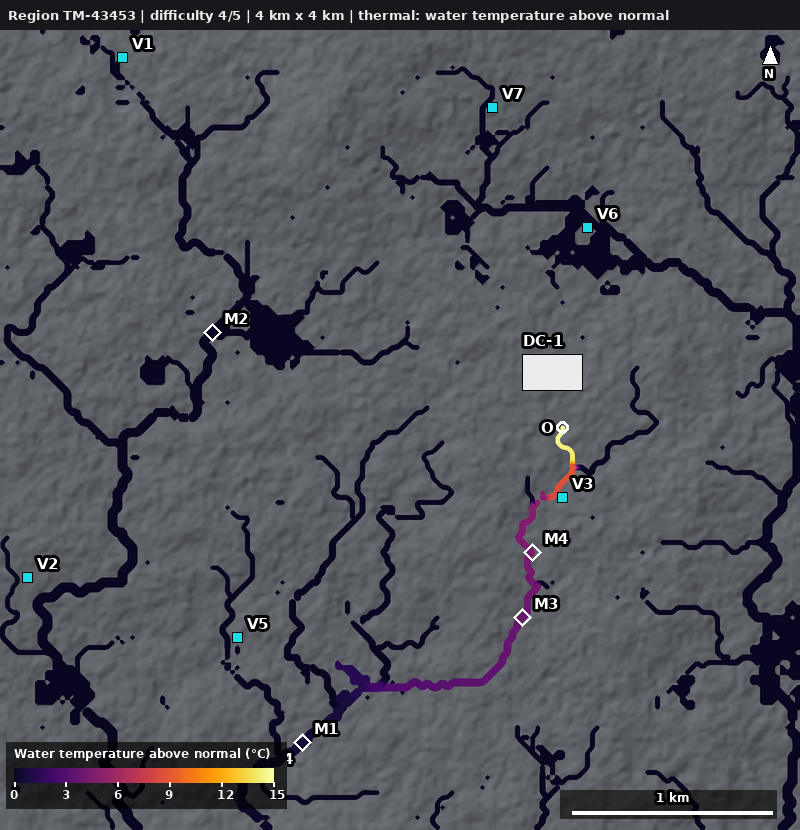 Region TM-43453 | difficulty 4/5 | 4 km x 4 km | thermal: water temperature above normal
V1
N
V7
V6
M2
DC-1
O
V3
M4
V2
M3
V5
M1
4
Water temperature above normal (°C)
0 3 6 9 12 15
1 km